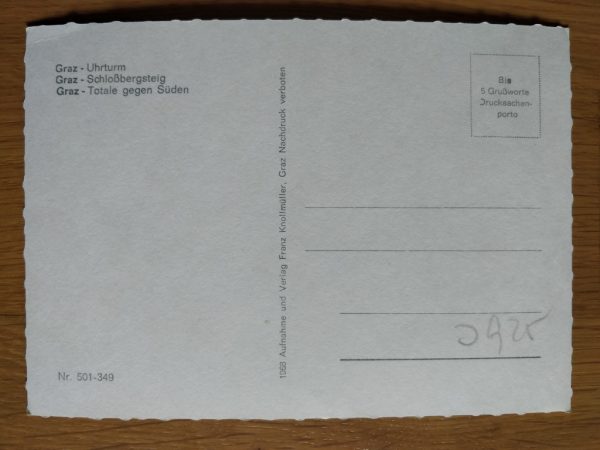 Graz - Uhrturm
Graz - Schloßbergsteig
Graz - Totale gegen Süden
Bis
5 Grußworte
Drucksachen-
porto
1968 Aufnahme und Verlag Franz Knollmüller, Graz Nachdruck verboten
Nr. 501-349